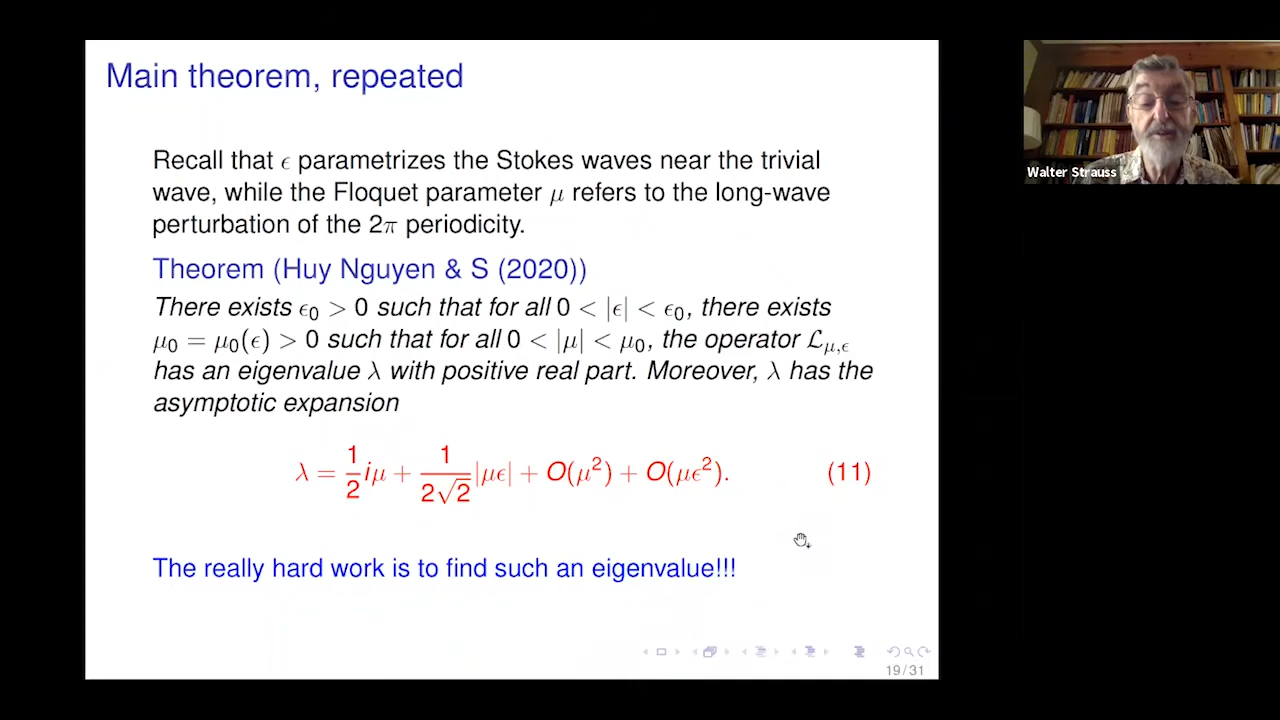 Main theorem, repeated
Walter Strauss
Recall that ϵ parametrizes the Stokes waves near the trivial
wave, while the Floquet parameter μ refers to the long-wave
perturbation of the 2π periodicity.
Theorem (Huy Nguyen & S (2020))
There exists ϵ₀ > 0 such that for all 0 < |ϵ| < ϵ₀, there exists
μ₀ = μ₀(ϵ) > 0 such that for all 0 < |μ| < μ₀, the operator ℒ_{μ,ϵ}
has an eigenvalue λ with positive real part. Moreover, λ has the
asymptotic expansion
λ = \frac{1}{2}iμ + \frac{1}{2√2}|μϵ| + O(μ²) + O(μϵ²). (11)
The really hard work is to find such an eigenvalue!!!
19/31